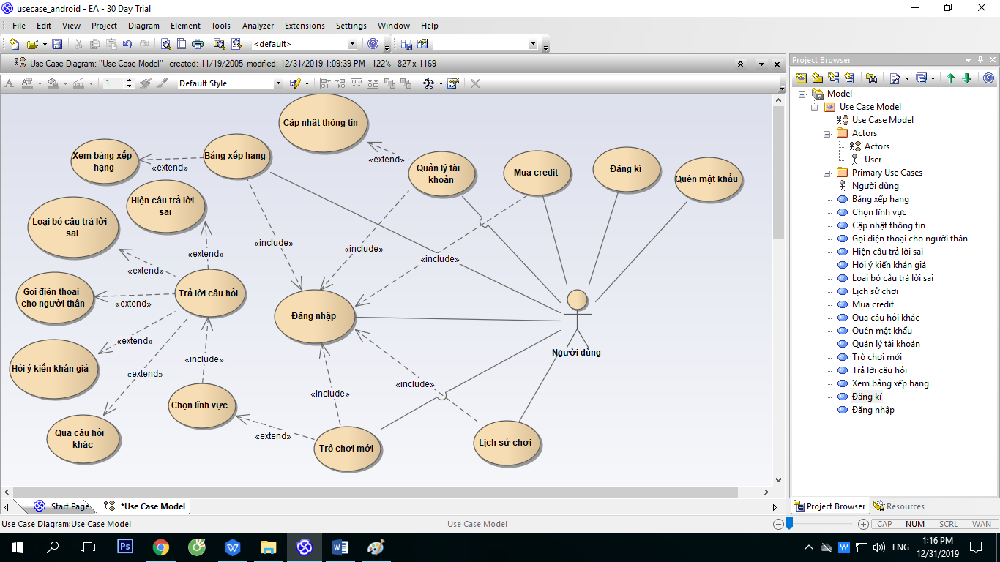 usecase_android - EA - 30 Day Trial
File Edit View Project Diagram Element Tools Analyzer Extensions Settings Window Help
<default>
Use Case Diagram: "Use Case Model" created: 11/19/2005 modified: 12/31/2019 1:09:39 PM 122% 827 x 1169
1 Default Style
Cập nhật thông tin
Xem bảng xếp
hạng
«extend»
Bảng xếp hạng
«extend»
Quản lý tài
khoản
Mua credit
Đăng kí
Quên mật khẩu
Hiện câu trả lời
sai
Loại bỏ câu trả lời
sai
«include»
«include»
«include»
«extend»
«extend»
Gọi điện thoại
cho người thân
«extend»
Trả lời câu hỏi
Đăng nhập
Người dùng
«extend»
Hỏi ý kiến khán giả
«include»
«extend»
«include»
«include»
Chọn lĩnh vực
Qua câu hỏi
khác
«extend»
Trò chơi mới
Lịch sử chơi
Start Page
*Use Case Model
Use Case Diagram:Use Case Model
Use Case Model
Project Browser
Model
Use Case Model
Use Case Model
Actors
Actors
User
Primary Use Cases
Người dùng
Bảng xếp hạng
Chọn lĩnh vực
Cập nhật thông tin
Gọi điện thoại cho người thân
Hiện câu trả lời sai
Hỏi ý kiến khán giả
Loại bỏ câu trả lời sai
Lịch sử chơi
Mua credit
Qua câu hỏi khác
Quên mật khẩu
Quản lý tài khoản
Trò chơi mới
Trả lời câu hỏi
Xem bảng xếp hạng
Đăng kí
Đăng nhập
Project Browser
Resources
CAP NUM SCRL WAN
Ps
W
ENG
1:16 PM
12/31/2019